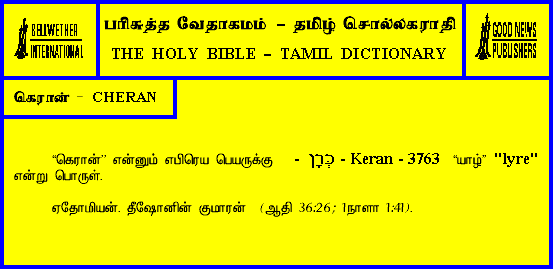 BELLWETHER
INTERNATIONAL
பரிசுத்த வேதாகமம் – தமிழ் சொல்லகராதி
THE HOLY BIBLE – TAMIL DICTIONARY
GOOD NEWS
PUBLISHERS
கெரான் - CHERAN
“கெரான்” என்னும் எபிரெய பெயருக்கு - כְּרָן - Keran - 3763 “யாழ்” "lyre"
என்று பொருள்.
ஏதோமியன். தீஷோனின் குமாரன் (ஆதி 36:26; 1நாளா 1:41).